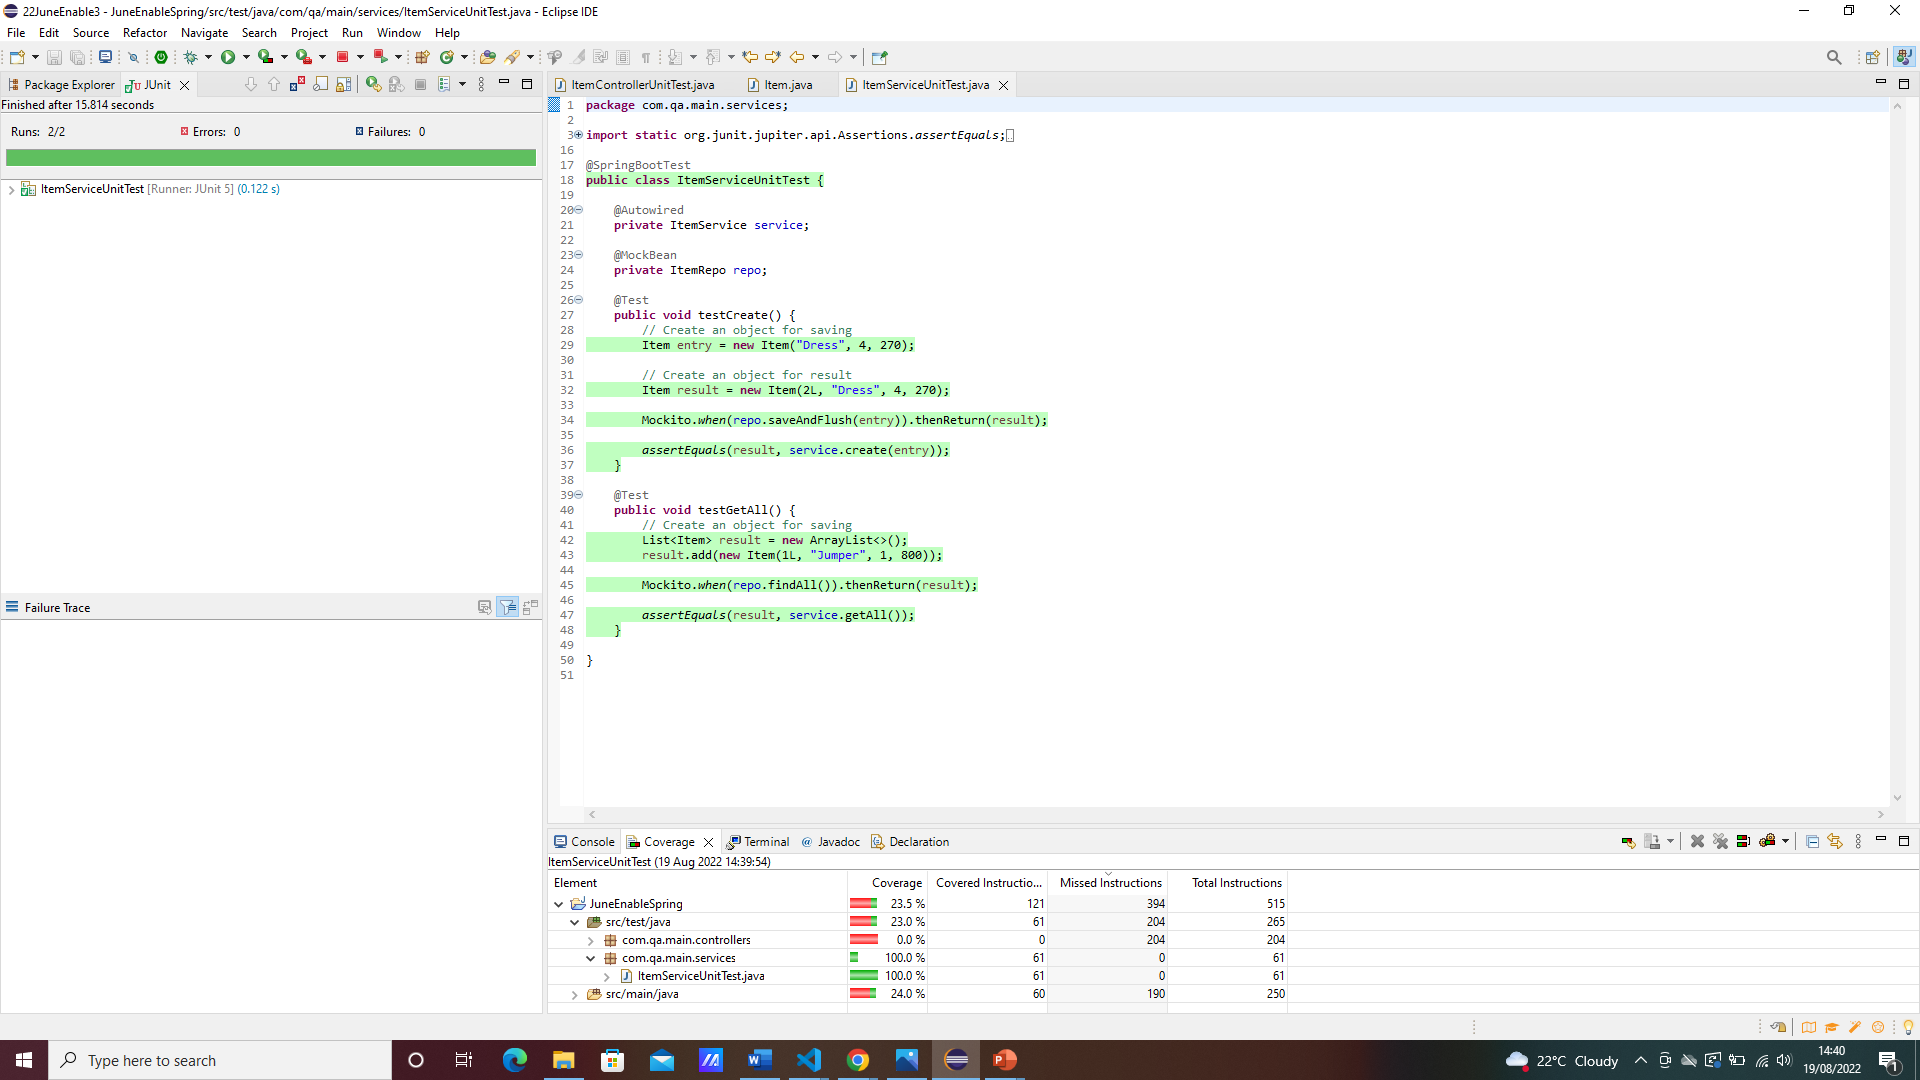 22JuneEnable3 - JuneEnableSpring/src/test/java/com/qa/main/services/ItemServiceUnitTest.java - Eclipse IDE
File Edit Source Refactor Navigate Search Project Run Window Help
Package Explorer JUnit
Finished after 15.814 seconds
Runs: 2/2 Errors: 0 Failures: 0
ItemServiceUnitTest [Runner: JUnit 5] (0.122 s)
Failure Trace
ItemControllerUnitTest.java Item.java ItemServiceUnitTest.java
1 package com.qa.main.services;
2
3 import static org.junit.jupiter.api.Assertions.assertEquals;
16
17 @SpringBootTest
18 public class ItemServiceUnitTest {
19
20 @Autowired
21 private ItemService service;
22
23 @MockBean
24 private ItemRepo repo;
25
26 @Test
27 public void testCreate() {
28 // Create an object for saving
29 Item entry = new Item("Dress", 4, 270);
30
31 // Create an object for result
32 Item result = new Item(2L, "Dress", 4, 270);
33
34 Mockito.when(repo.saveAndFlush(entry)).thenReturn(result);
35
36 assertEquals(result, service.create(entry));
37 }
38
39 @Test
40 public void testGetAll() {
41 // Create an object for saving
42 List<Item> result = new ArrayList<>();
43 result.add(new Item(1L, "Jumper", 1, 800));
44
45 Mockito.when(repo.findAll()).thenReturn(result);
46
47 assertEquals(result, service.getAll());
48 }
49
50 }
51
Console Coverage Terminal @ Javadoc Declaration
ItemServiceUnitTest (19 Aug 2022 14:39:54)
Element Coverage Covered Instructio... Missed Instructions Total Instructions
JuneEnableSpring 23.5 % 121 394 515
src/test/java 23.0 % 61 204 265
com.qa.main.controllers 0.0 % 0 204 204
com.qa.main.services 100.0 % 61 0 61
ItemServiceUnitTest.java 100.0 % 61 0 61
src/main/java 24.0 % 60 190 250
Type here to search
22°C Cloudy
14:40
19/08/2022
1